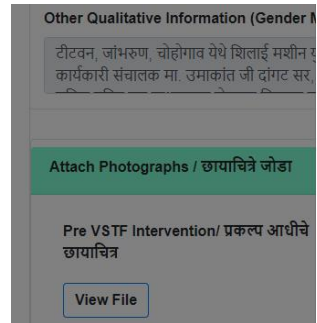 Other Qualitative Information (Gender
टीटवन, जांभरुण, चोहोगाव येथे शिलाई मशीन
कार्यकारी संचालक मा. उमाकांत जी दांगट सर,
Attach Photographs / छायाचित्रे जोडा
Pre VSTF Intervention/ प्रकल्प आधीचे
छायाचित्र
View File